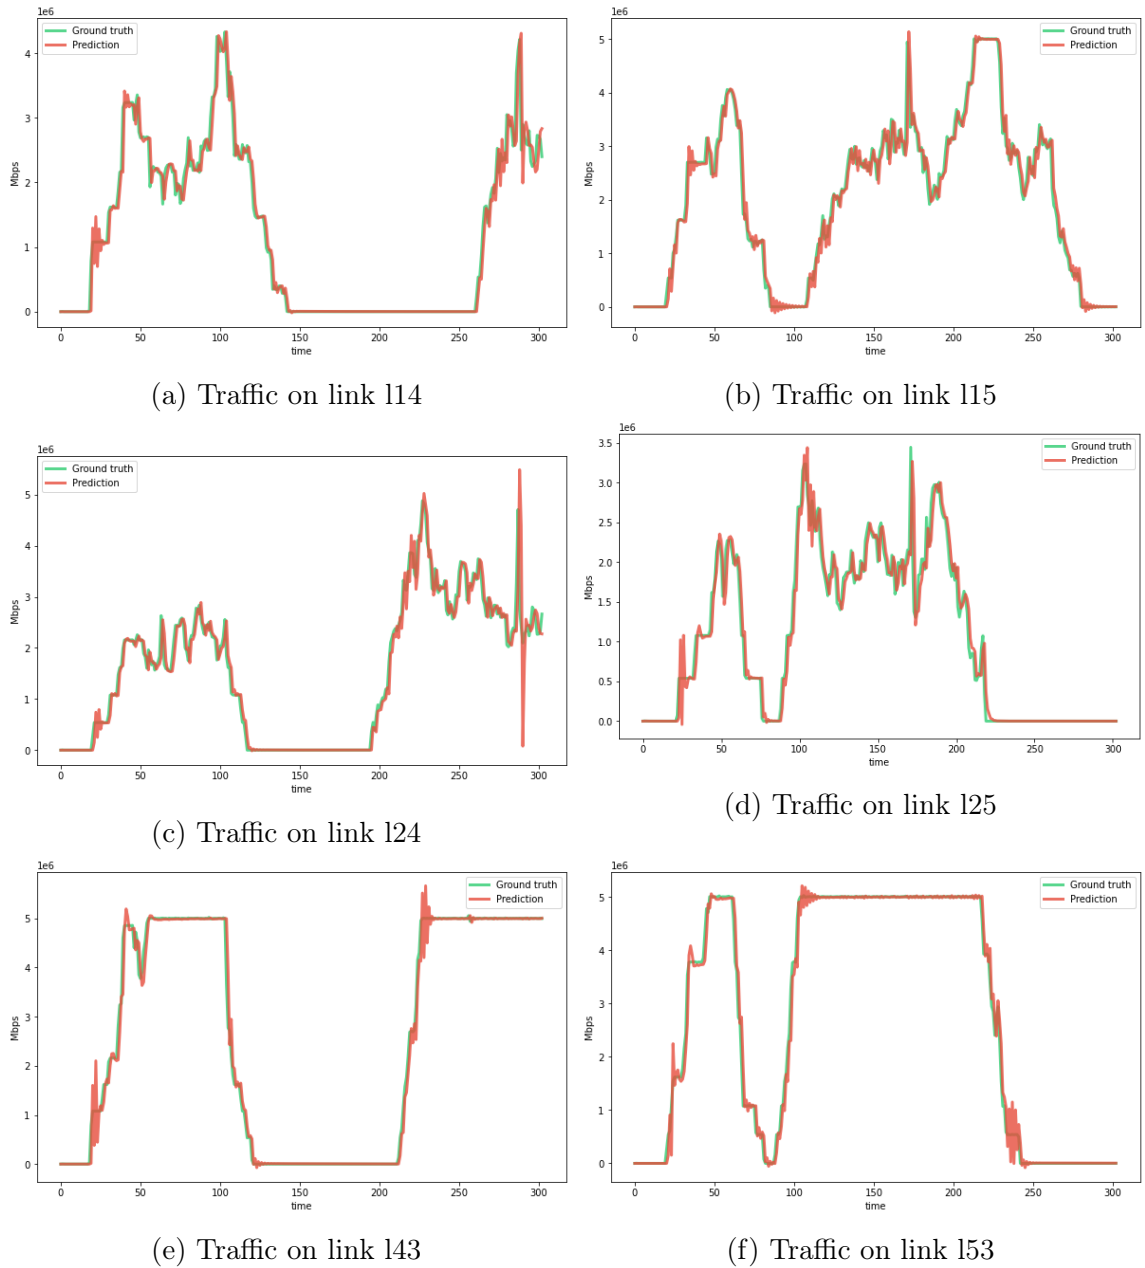 1e6
Ground truth
Prediction
4
3
2
1
0
Mbps
0 50 100 150 200 250 300
time
(a) Traffic on link l14
1e6
Ground truth
Prediction
5
4
3
2
1
0
Mbps
0 50 100 150 200 250 300
time
(b) Traffic on link l15
1e6
Ground truth
Prediction
5
4
3
2
1
0
Mbps
0 50 100 150 200 250 300
time
(c) Traffic on link l24
1e6
Ground truth
Prediction
3.5
3.0
2.5
2.0
1.5
1.0
0.5
0.0
Mbps
0 50 100 150 200 250 300
time
(d) Traffic on link l25
1e6
Ground truth
Prediction
5
4
3
2
1
0
Mbps
0 50 100 150 200 250 300
time
(e) Traffic on link l43
1e6
Ground truth
Prediction
5
4
3
2
1
0
Mbps
0 50 100 150 200 250 300
time
(f) Traffic on link l53